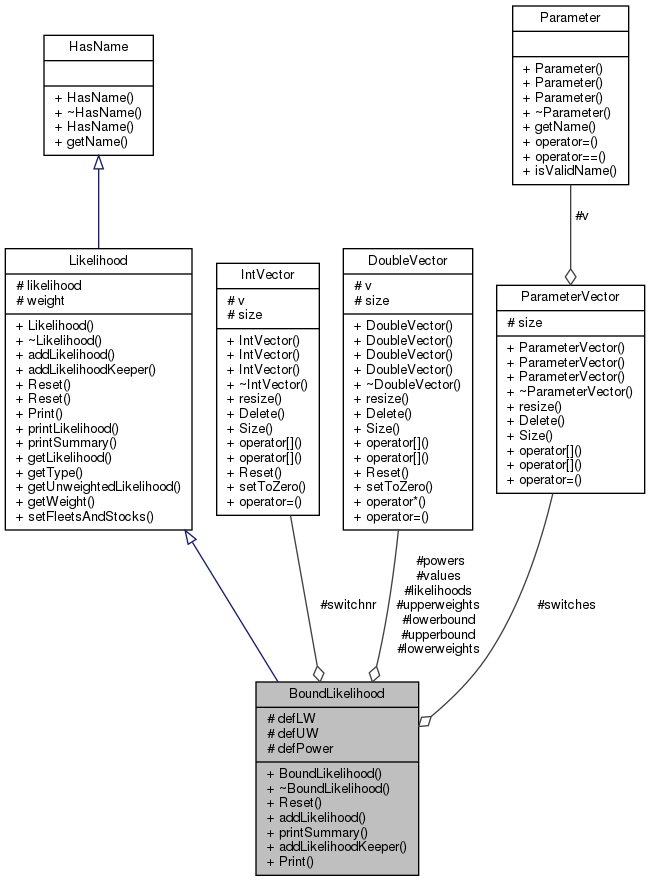 Parameter
+ Parameter()
+ Parameter()
+ Parameter()
+ ~Parameter()
+ getName()
+ operator=()
+ operator==()
+ isValidName()
HasName
+ HasName()
+ ~HasName()
+ HasName()
+ getName()
#v
Likelihood
# likelihood
# weight
+ Likelihood()
+ ~Likelihood()
+ addLikelihood()
+ addLikelihoodKeeper()
+ Reset()
+ Reset()
+ Print()
+ printLikelihood()
+ printSummary()
+ getLikelihood()
+ getType()
+ getUnweightedLikelihood()
+ getWeight()
+ setFleetsAndStocks()
IntVector
# v
# size
+ IntVector()
+ IntVector()
+ IntVector()
+ ~IntVector()
+ resize()
+ Delete()
+ Size()
+ operator[]()
+ operator[]()
+ Reset()
+ setToZero()
+ operator=()
DoubleVector
# v
# size
+ DoubleVector()
+ DoubleVector()
+ DoubleVector()
+ DoubleVector()
+ ~DoubleVector()
+ resize()
+ Delete()
+ Size()
+ operator[]()
+ operator[]()
+ Reset()
+ setToZero()
+ operator*()
+ operator=()
ParameterVector
# size
+ ParameterVector()
+ ParameterVector()
+ ParameterVector()
+ ~ParameterVector()
+ resize()
+ Delete()
+ Size()
+ operator[]()
+ operator[]()
+ operator=()
#switchnr
#powers
#values
#likelihoods
#upperweights
#lowerbound
#upperbound
#lowerweights
#switches
BoundLikelihood
# defLW
# defUW
# defPower
+ BoundLikelihood()
+ ~BoundLikelihood()
+ Reset()
+ addLikelihood()
+ printSummary()
+ addLikelihoodKeeper()
+ Print()